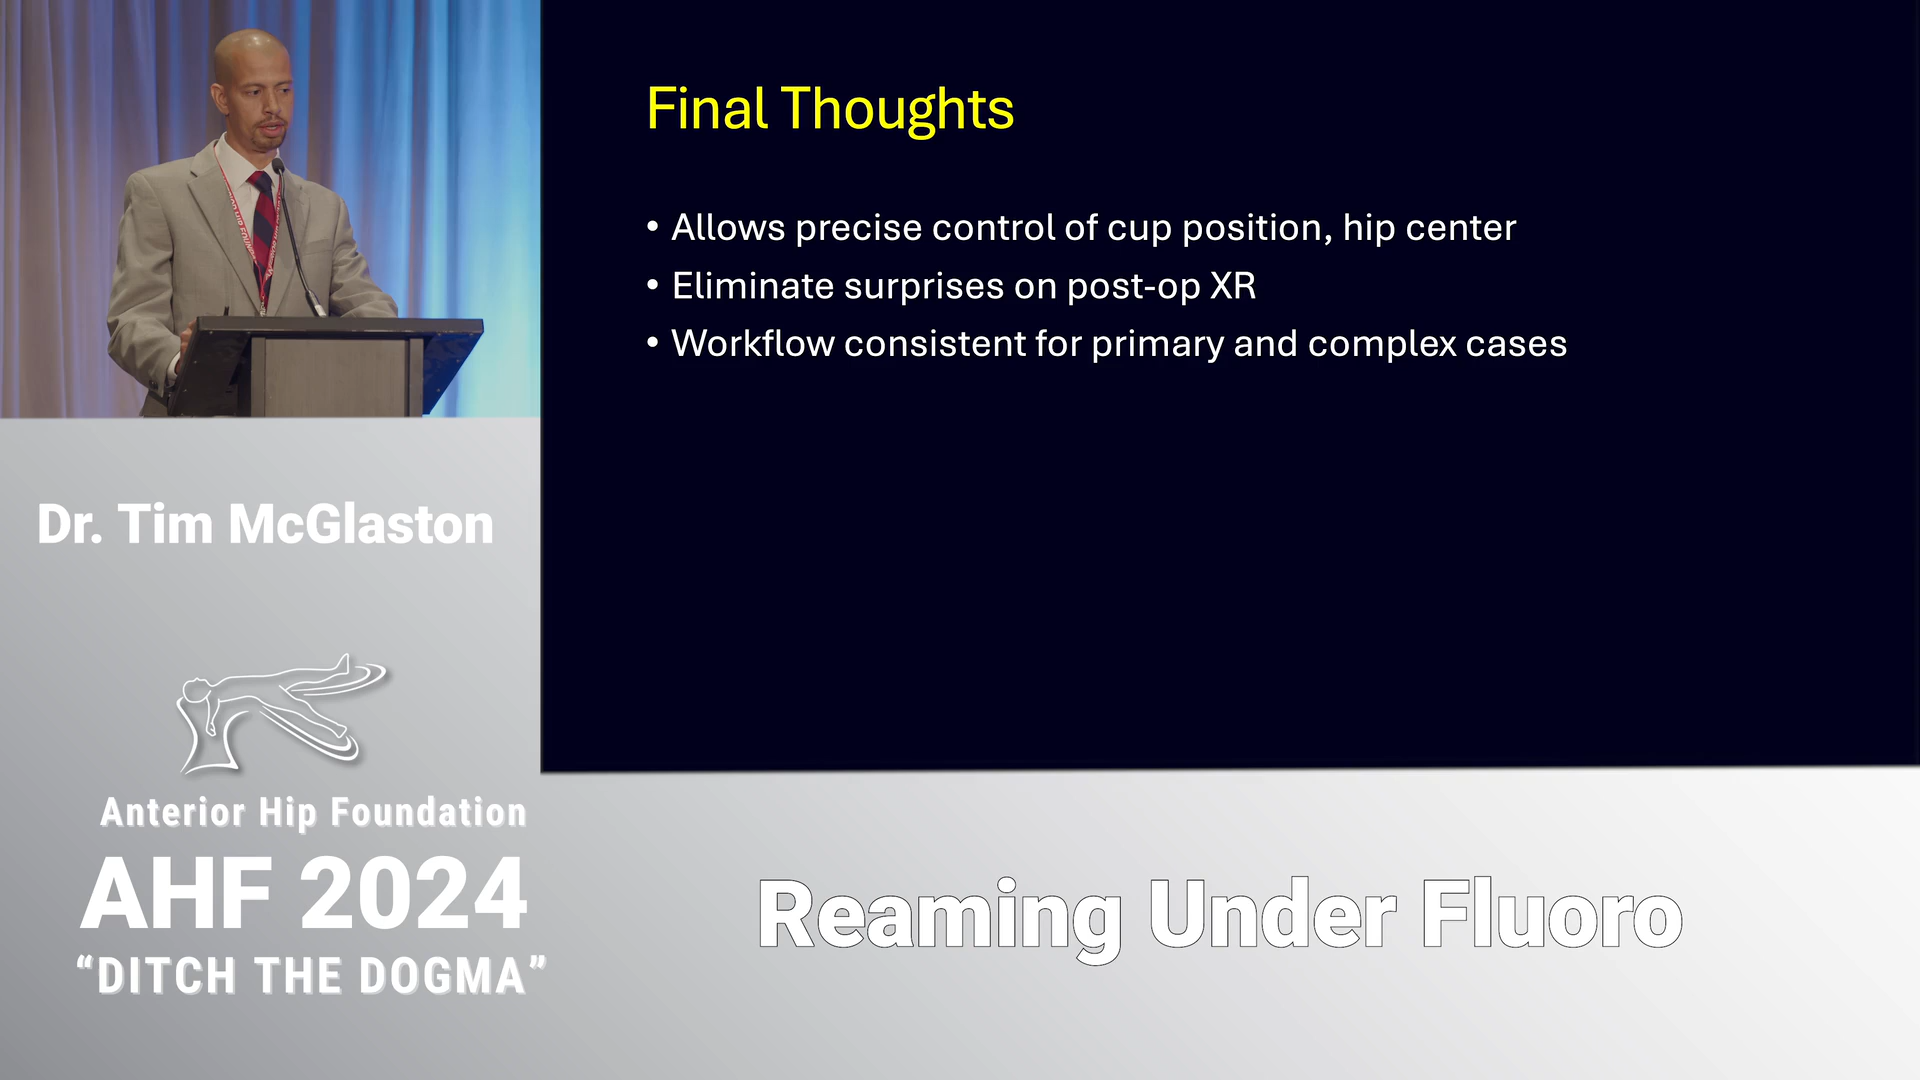 Final Thoughts
• Allows precise control of cup position, hip center
• Eliminate surprises on post-op XR
• Workflow consistent for primary and complex cases
Dr. Tim McGlaston
Anterior Hip Foundation
AHF 2024
“DITCH THE DOGMA”
Reaming Under Fluoro